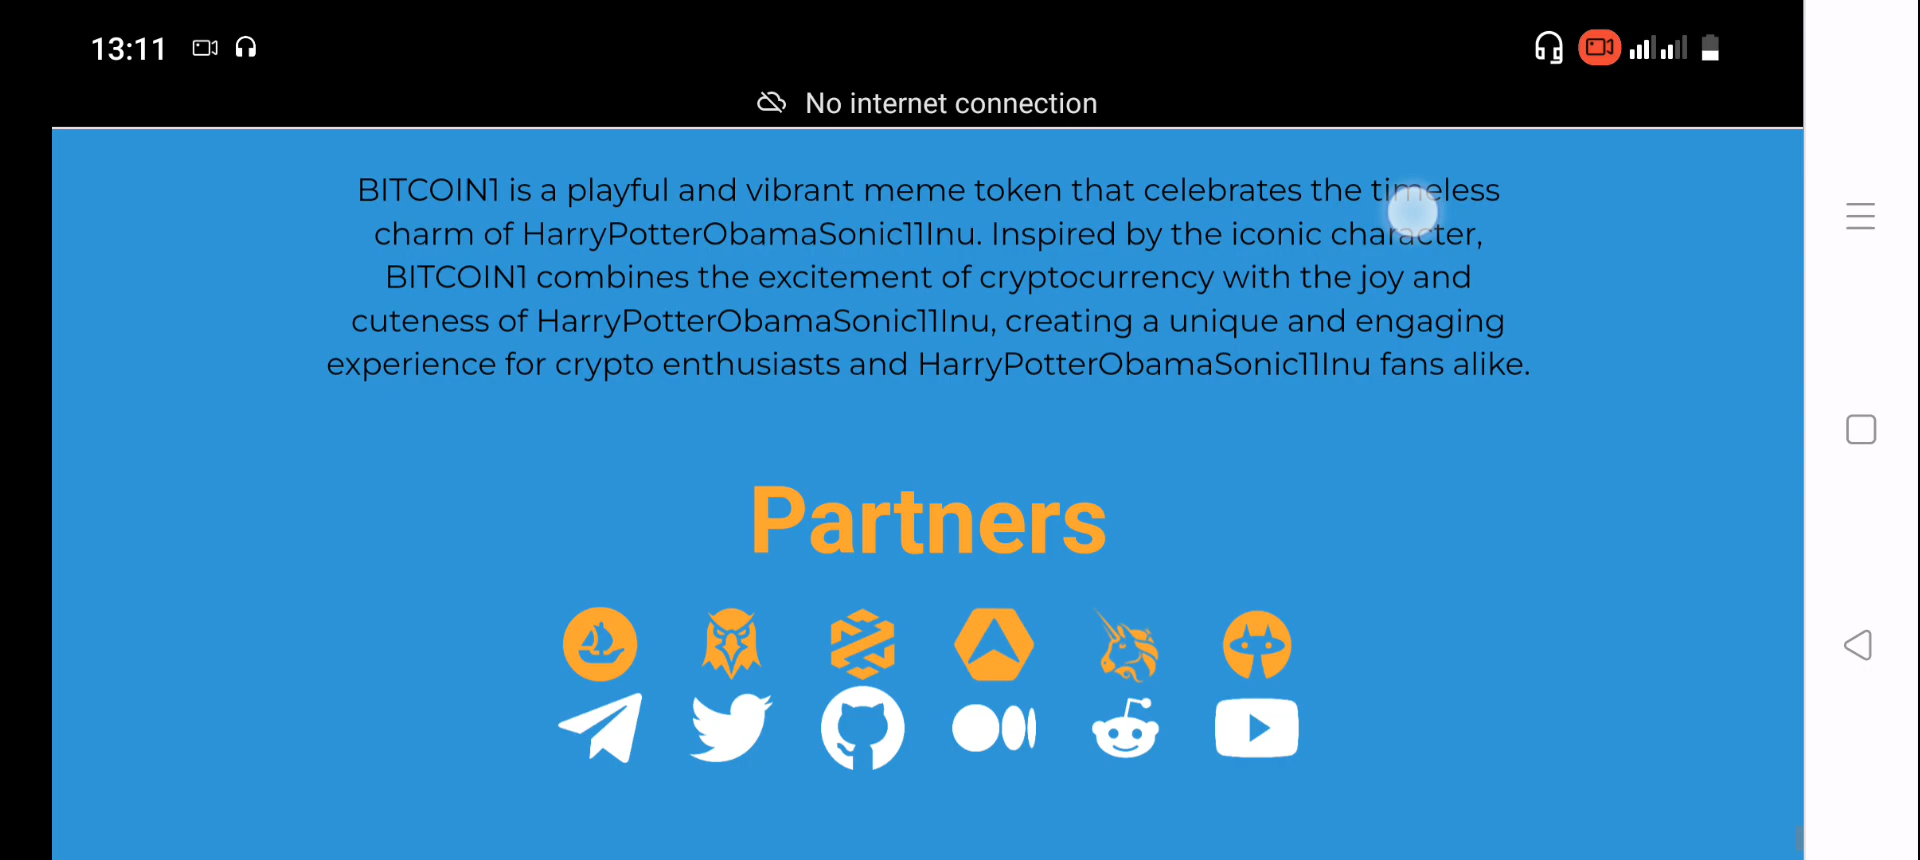 13:11
No internet connection
BITCOIN1 is a playful and vibrant meme token that celebrates the timeless
charm of HarryPotterObamaSonic11Inu. Inspired by the iconic character,
BITCOIN1 combines the excitement of cryptocurrency with the joy and
cuteness of HarryPotterObamaSonic11Inu, creating a unique and engaging
experience for crypto enthusiasts and HarryPotterObamaSonic11Inu fans alike.
Partners